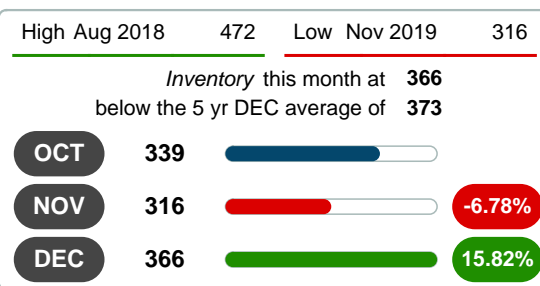 High Aug 2018 472 Low Nov 2019 316
Inventory this month at 366
below the 5 yr DEC average of 373
OCT 339
NOV 316 -6.78%
DEC 366 15.82%